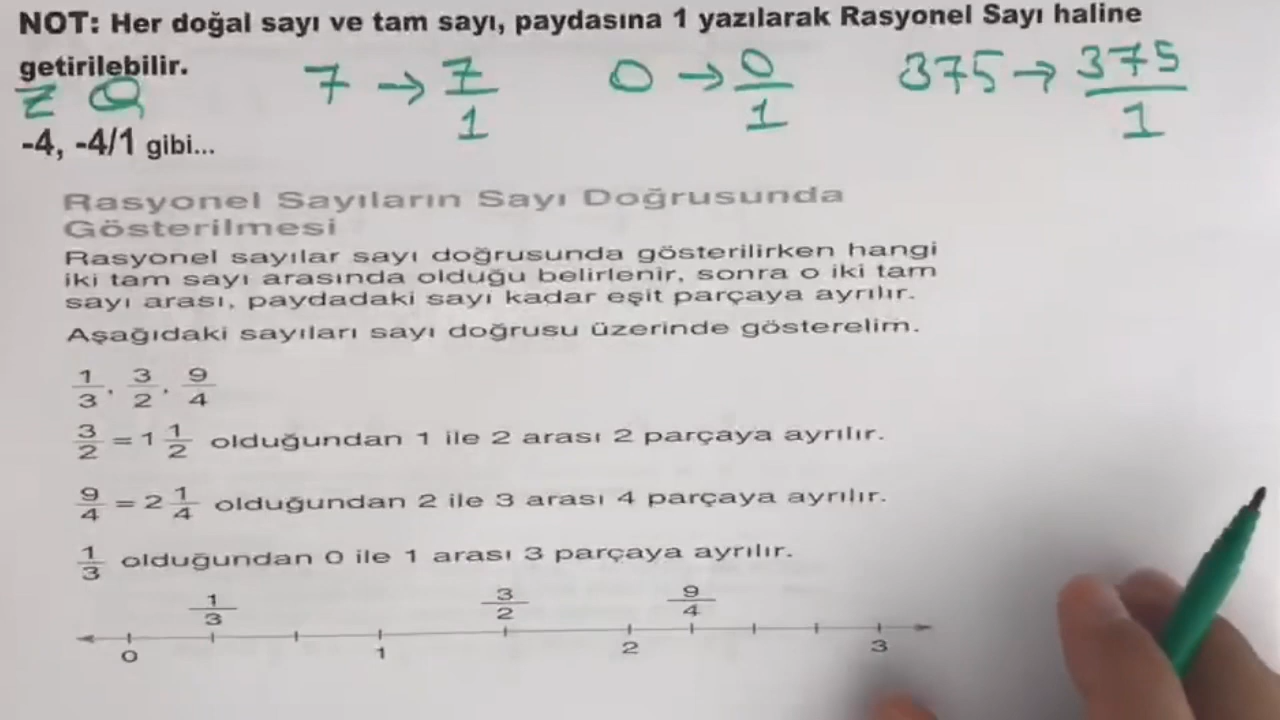 NOT: Her doğal sayı ve tam sayı, paydasına 1 yazılarak Rasyonel Sayı haline
getirilebilir.
7 → 7/1 0 → 0/1 375 → 375/1
Z Q
-4, -4/1 gibi...
Rasyonel Sayıların Sayı Doğrusunda
Gösterilmesi
Rasyonel sayılar sayı doğrusunda gösterilirken hangi
iki tam sayı arasında olduğu belirlenir, sonra o iki tam
sayı arası, paydadaki sayı kadar eşit parçaya ayrılır.
Aşağıdaki sayıları sayı doğrusu üzerinde gösterelim.
1/3, 3/2, 9/4
3/2 = 1 1/2 olduğundan 1 ile 2 arası 2 parçaya ayrılır.
9/4 = 2 1/4 olduğundan 2 ile 3 arası 4 parçaya ayrılır.
1/3 olduğundan 0 ile 1 arası 3 parçaya ayrılır.
1/3 3/2 9/4
0 1 2 3